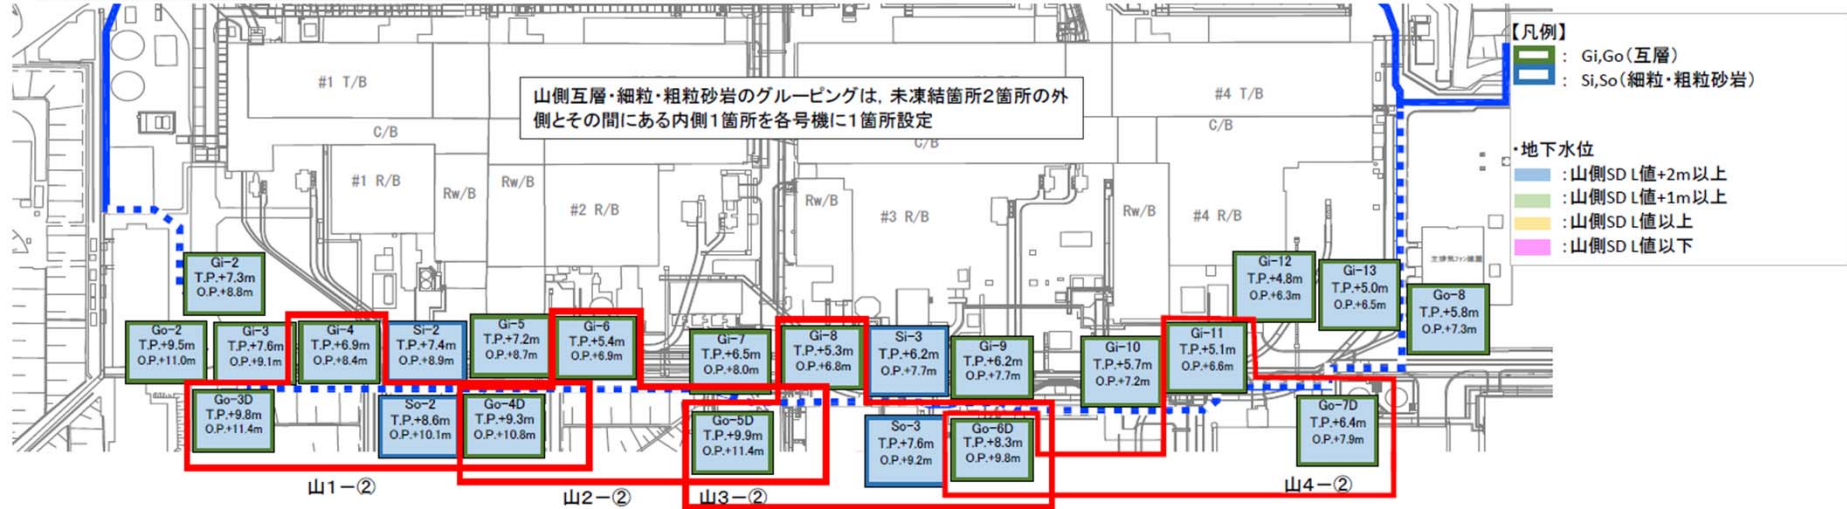 【凡例】
： Gi,Go（互層）
： Si,So（細粒・粗粒砂岩）
・地下水位
：山側SD L値+2m以上
：山側SD L値+1m以上
：山側SD L値以上
：山側SD L値以下
#1 T/B
山側互層・細粒・粗粒砂岩のグルーピングは，未凍結箇所２箇所の外
側とその間にある内側１箇所を各号機に１箇所設定
#4 T/B
C/B
C/B
C/B
#1 R/B
Rw/B
Rw/B
#2 R/B
Rw/B
#3 R/B
Rw/B
#4 R/B
Gi-2
T.P.+7.3m
O.P.+8.8m
Gi-12
T.P.+4.8m
O.P.+6.3m
Gi-13
T.P.+5.0m
O.P.+6.5m
Go-8
T.P.+5.8m
O.P.+7.3m
Go-2
T.P.+9.5m
O.P.+11.0m
Gi-3
T.P.+7.6m
O.P.+9.1m
Gi-4
T.P.+6.9m
O.P.+8.4m
Si-2
T.P.+7.4m
O.P.+8.9m
Gi-5
T.P.+7.2m
O.P.+8.7m
Gi-6
T.P.+5.4m
O.P.+6.9m
Gi-7
T.P.+6.5m
O.P.+8.0m
Gi-8
T.P.+5.3m
O.P.+6.8m
Si-3
T.P.+6.2m
O.P.+7.7m
Gi-9
T.P.+6.2m
O.P.+7.7m
Gi-10
T.P.+5.7m
O.P.+7.2m
Gi-11
T.P.+5.1m
O.P.+6.6m
Go-3D
T.P.+9.8m
O.P.+11.4m
So-2
T.P.+8.6m
O.P.+10.1m
Go-4D
T.P.+9.3m
O.P.+10.8m
Go-5D
T.P.+9.9m
O.P.+11.4m
So-3
T.P.+7.6m
O.P.+9.2m
Go-6D
T.P.+8.3m
O.P.+9.8m
Go-7D
T.P.+6.4m
O.P.+7.9m
山１－②
山２－②
山３－②
山４－②